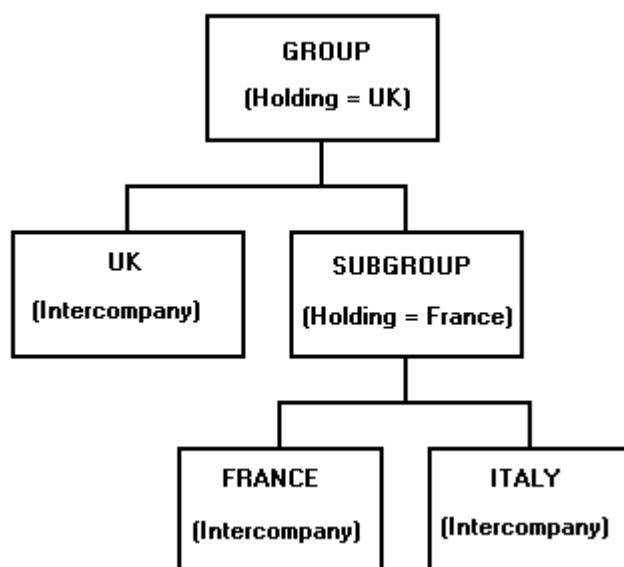 GROUP
(Holding = UK)
UK
(Intercompany)
SUBGROUP
(Holding = France)
FRANCE
(Intercompany)
ITALY
(Intercompany)